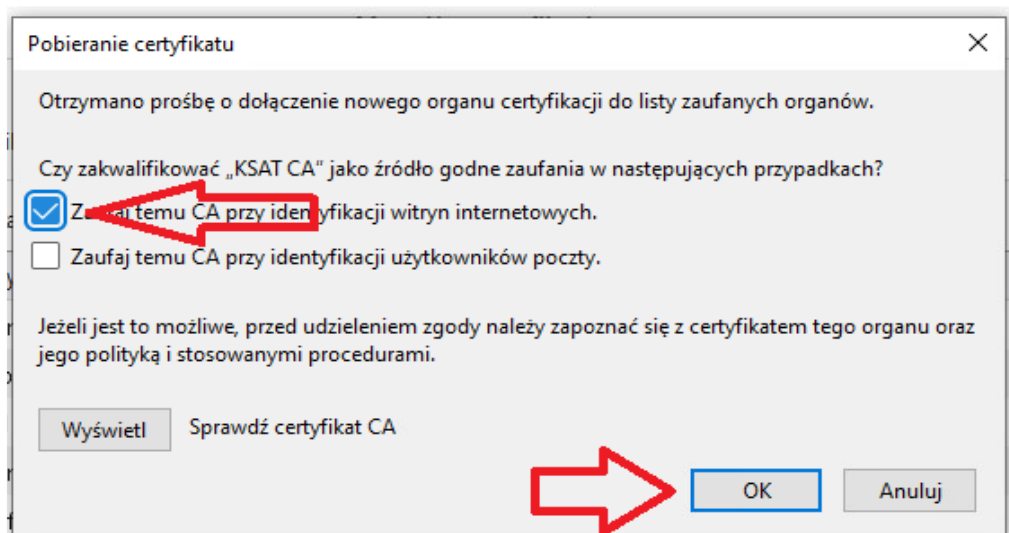 Pobieranie certyfikatu
Otrzymano prośbę o dołączenie nowego organu certyfikacji do listy zaufanych organów.
Czy zakwalifikować „KSAT CA” jako źródło godne zaufania w następujących przypadkach?
Zaufaj temu CA przy identyfikacji witryn internetowych.
Zaufaj temu CA przy identyfikacji użytkowników poczty.
Jeżeli jest to możliwe, przed udzieleniem zgody należy zapoznać się z certyfikatem tego organu oraz
jego polityką i stosowanymi procedurami.
Wyświetl Sprawdź certyfikat CA
OK Anuluj